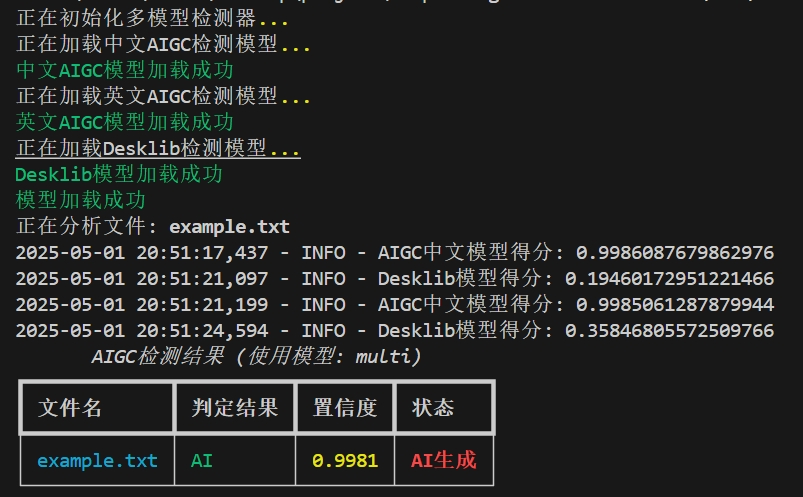 正在初始化多模型检测器...
正在加载中文AIGC检测模型...
中文AIGC模型加载成功
正在加载英文AIGC检测模型...
英文AIGC模型加载成功
正在加载Desklib检测模型...
Desklib模型加载成功
模型加载成功
正在分析文件: example.txt
2025-05-01 20:51:17,437 - INFO - AIGC中文模型得分: 0.9986087679862976
2025-05-01 20:51:21,097 - INFO - Desklib模型得分: 0.19460172951221466
2025-05-01 20:51:21,199 - INFO - AIGC中文模型得分: 0.9985061287879944
2025-05-01 20:51:24,594 - INFO - Desklib模型得分: 0.35846805572509766
AIGC检测结果 (使用模型: multi)
文件名 判定结果 置信度 状态
example.txt AI 0.9981 AI生成